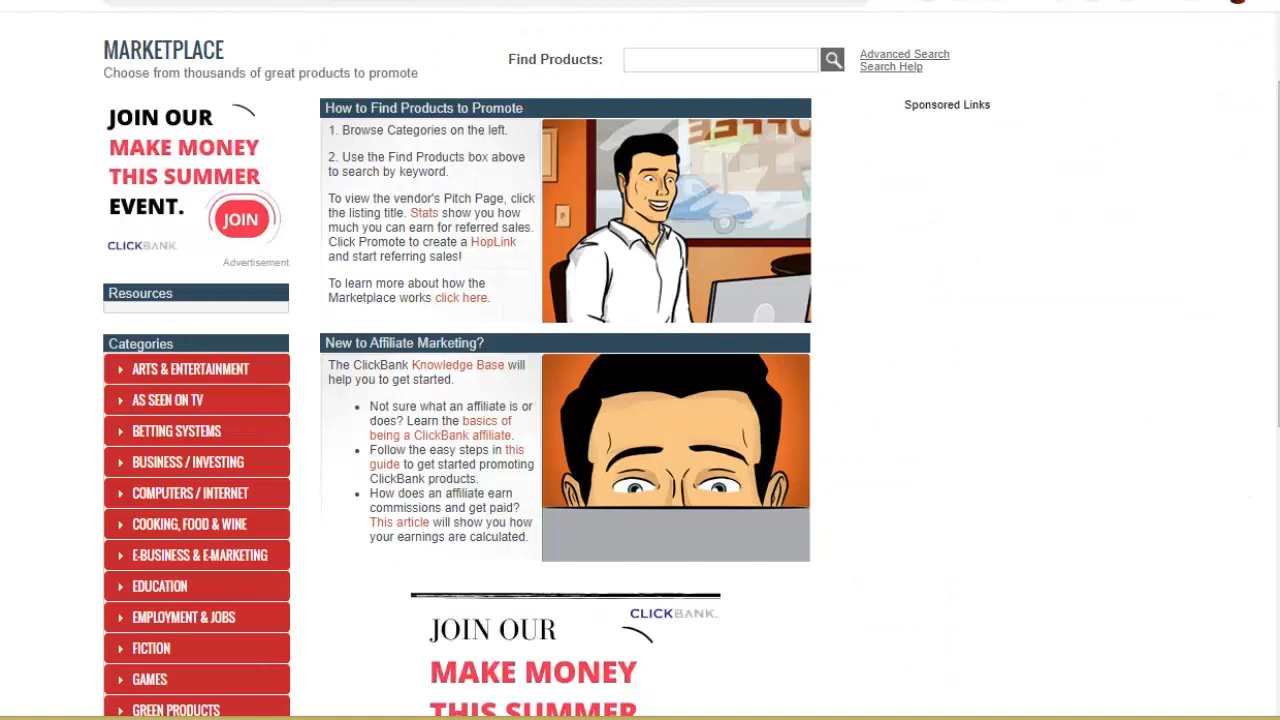 MARKETPLACE
Choose from thousands of great products to promote
Find Products:
Advanced Search
Search Help
JOIN OUR
MAKE MONEY
THIS SUMMER
EVENT.
JOIN
CLICKBANK
Advertisement
Resources
Categories
ARTS & ENTERTAINMENT
AS SEEN ON TV
BETTING SYSTEMS
BUSINESS / INVESTING
COMPUTERS / INTERNET
COOKING, FOOD & WINE
E-BUSINESS & E-MARKETING
EDUCATION
EMPLOYMENT & JOBS
FICTION
GAMES
GREEN PRODUCTS
How to Find Products to Promote
1. Browse Categories on the left.
2. Use the Find Products box above
to search by keyword.
To view the vendor's Pitch Page, click
the listing title. Stats show you how
much you can earn for referred sales.
Click Promote to create a HopLink
and start referring sales!
To learn more about how the
Marketplace works click here.
COFFEE
New to Affiliate Marketing?
The ClickBank Knowledge Base will
help you to get started.
• Not sure what an affiliate is or
does? Learn the basics of
being a ClickBank affiliate.
• Follow the easy steps in this
guide to get started promoting
ClickBank products.
• How does an affiliate earn
commissions and get paid?
This article will show you how
your earnings are calculated.
CLICKBANK.
JOIN OUR
MAKE MONEY
THIS SUMMER
Sponsored Links